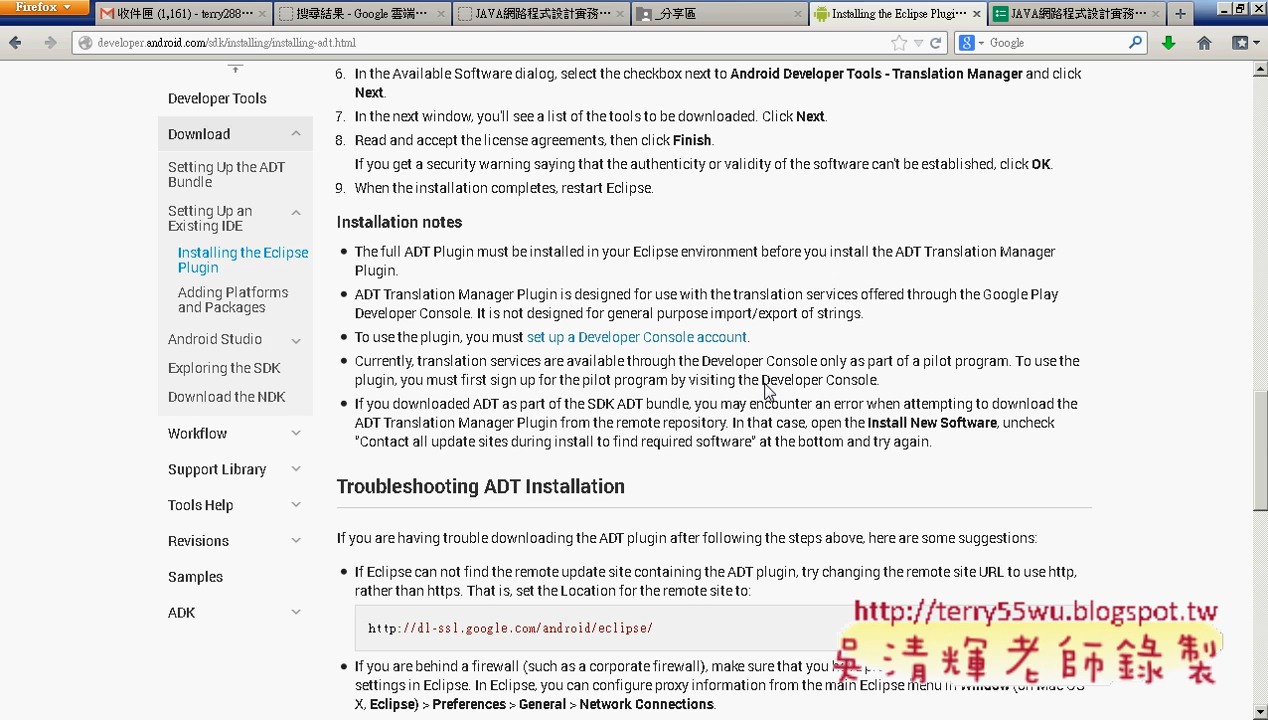 Firefox
收件匣 (1,161) - terry288...
搜尋結果 - Google 雲端...
JAVA網路程式設計實務...
_分享區
Installing the Eclipse Plugi...
JAVA網路程式設計實務...
developer.android.com/sdk/installing/installing-adt.html
Google
Developer Tools
Download
Setting Up the ADT
Bundle
Setting Up an
Existing IDE
Installing the Eclipse
Plugin
Adding Platforms
and Packages
Android Studio
Exploring the SDK
Download the NDK
Workflow
Support Library
Tools Help
Revisions
Samples
ADK
6. In the Available Software dialog, select the checkbox next to Android Developer Tools - Translation Manager and click
Next.
7. In the next window, you'll see a list of the tools to be downloaded. Click Next.
8. Read and accept the license agreements, then click Finish.
If you get a security warning saying that the authenticity or validity of the software can't be established, click OK.
9. When the installation completes, restart Eclipse.
Installation notes
The full ADT Plugin must be installed in your Eclipse environment before you install the ADT Translation Manager
Plugin.
ADT Translation Manager Plugin is designed for use with the translation services offered through the Google Play
Developer Console. It is not designed for general purpose import/export of strings.
To use the plugin, you must set up a Developer Console account.
Currently, translation services are available through the Developer Console only as part of a pilot program. To use the
plugin, you must first sign up for the pilot program by visiting the Developer Console.
If you downloaded ADT as part of the SDK ADT bundle, you may encounter an error when attempting to download the
ADT Translation Manager Plugin from the remote repository. In that case, open the Install New Software, uncheck
"Contact all update sites during install to find required software" at the bottom and try again.
Troubleshooting ADT Installation
If you are having trouble downloading the ADT plugin after following the steps above, here are some suggestions:
If Eclipse can not find the remote update site containing the ADT plugin, try changing the remote site URL to use http,
rather than https. That is, set the Location for the remote site to:
http://dl-ssl.google.com/android/eclipse/
If you are behind a firewall (such as a corporate firewall), make sure that you
settings in Eclipse. In Eclipse, you can configure proxy information from the main Eclipse menu in Window (on Mac OS
X, Eclipse) > Preferences > General > Network Connections.
http://terry55wu.blogspot.tw
吳清輝老師錄製